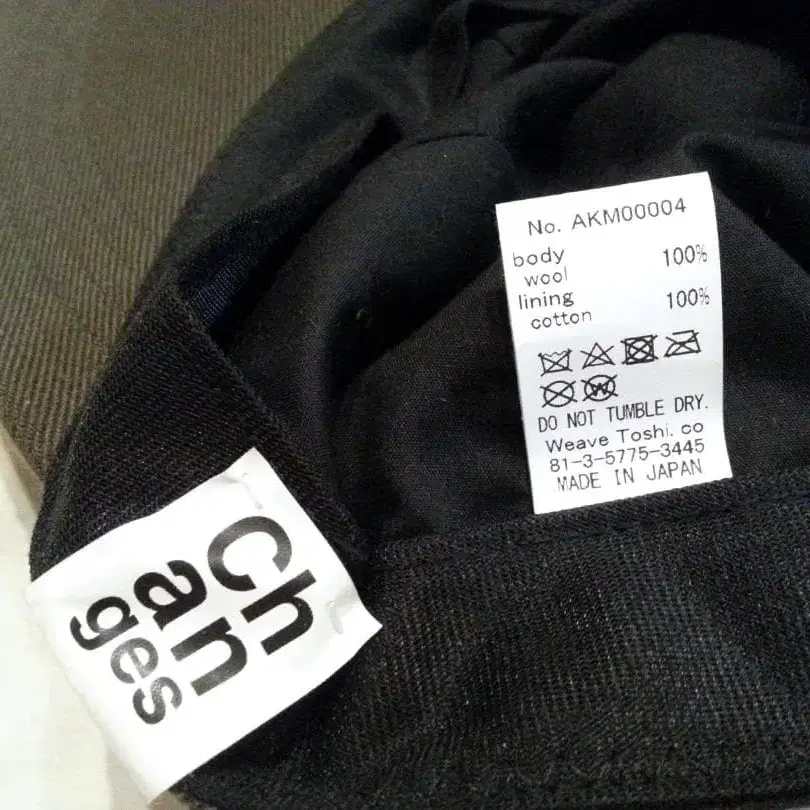 No. AKM00004
body 100%
wool
lining 100%
cotton
W
DO NOT TUMBLE DRY.
Weave Toshi. co
81-3-5775-3445
MADE IN JAPAN
Ch
an
ges